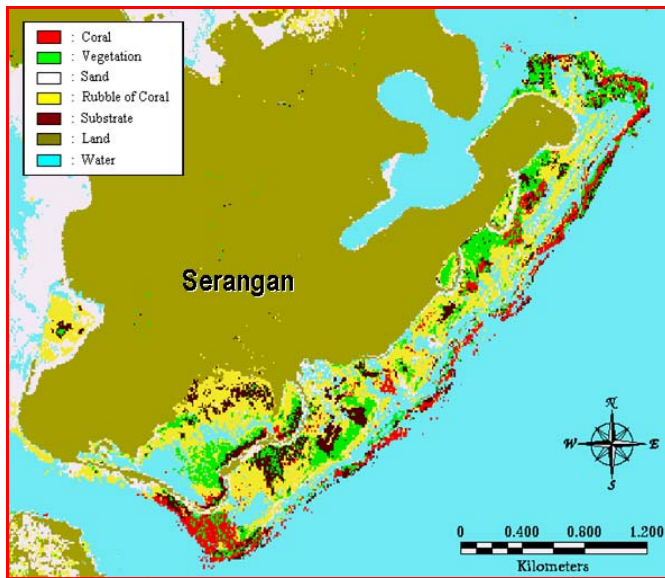 : Coral
: Vegetation
: Sand
: Rubble of Coral
: Substrate
: Land
: Water
Serangan
N
W E
S
0 0.400 0.800 1.200
Kilometers